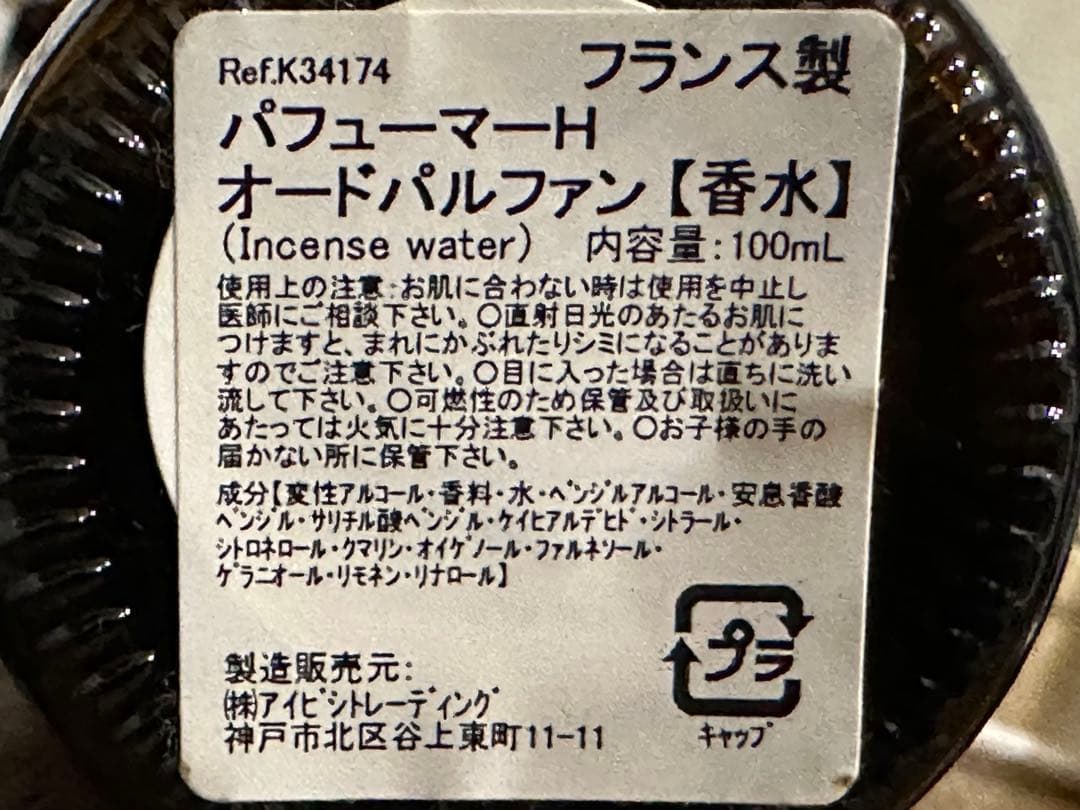 Ref.K34174 フランス製
パフューマーH
オードパルファン【香水】
(Incense water) 内容量:100mL
使用上の注意:お肌に合わない時は使用を中止し
医師にご相談下さい。○直射日光のあたるお肌に
つけますと、まれにかぶれたりシミになることがありま
すのでご注意下さい。○目に入った場合は直ちに洗い
流して下さい。○可燃性のため保管及び取扱いに
あたっては火気に十分注意下さい。○お子様の手の
届かない所に保管下さい。
成分【変性アルコール・香料・水・ベンジルアルコール・安息香酸
ベンジル・サリチル酸ベンジル・ケイヒアルデヒド・シトラール・
シトロネロール・クマリン・オイゲノール・ファルネソール・
ゲラニオール・リモネン・リナロール】
製造販売元:
㈱アイビシトレーディング
神戸市北区谷上東町11-11
プラ
キャップ